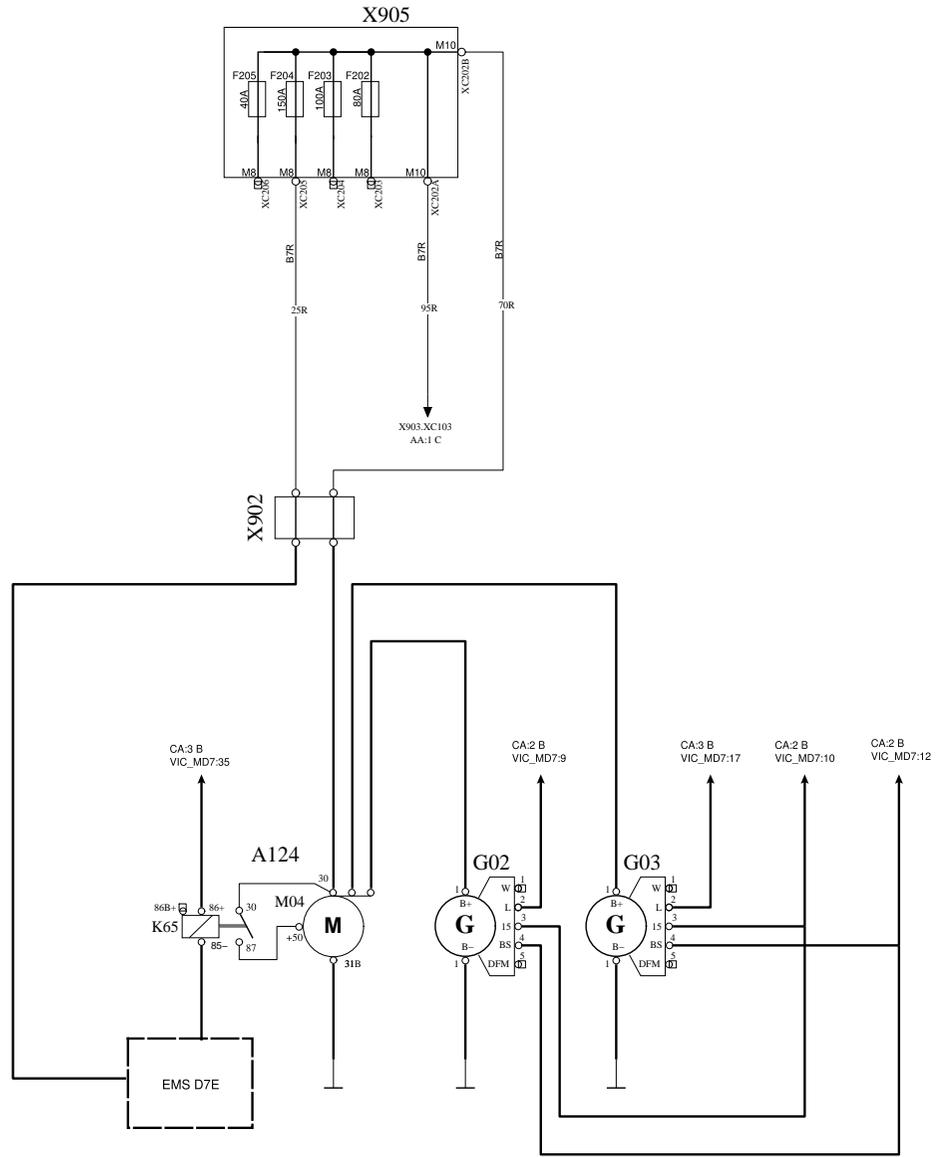 X905
M10
XC202B
F205
F204
F203
F202
40A
150A
100A
80A
M8
M8
M8
M8
M10
XC206
XC205
XC204
XC203
XC202A
B7R
B7R
B7R
25R
95R
70R
X903.XC103
AA:1 C
X902
CA:3 B
VIC_MD7:35
CA:2 B
VIC_MD7:9
CA:3 B
VIC_MD7:17
CA:2 B
VIC_MD7:10
CA:2 B
VIC_MD7:12
A124
G02
G03
30
M04
M
+50
31B
86B+
86+
30
K65
85–
87
1
B+
G
B–
1
W
1
L
2
15
3
BS
4
DFM
5
1
B+
G
B–
1
W
1
L
2
15
3
BS
4
DFM
5
EMS D7E